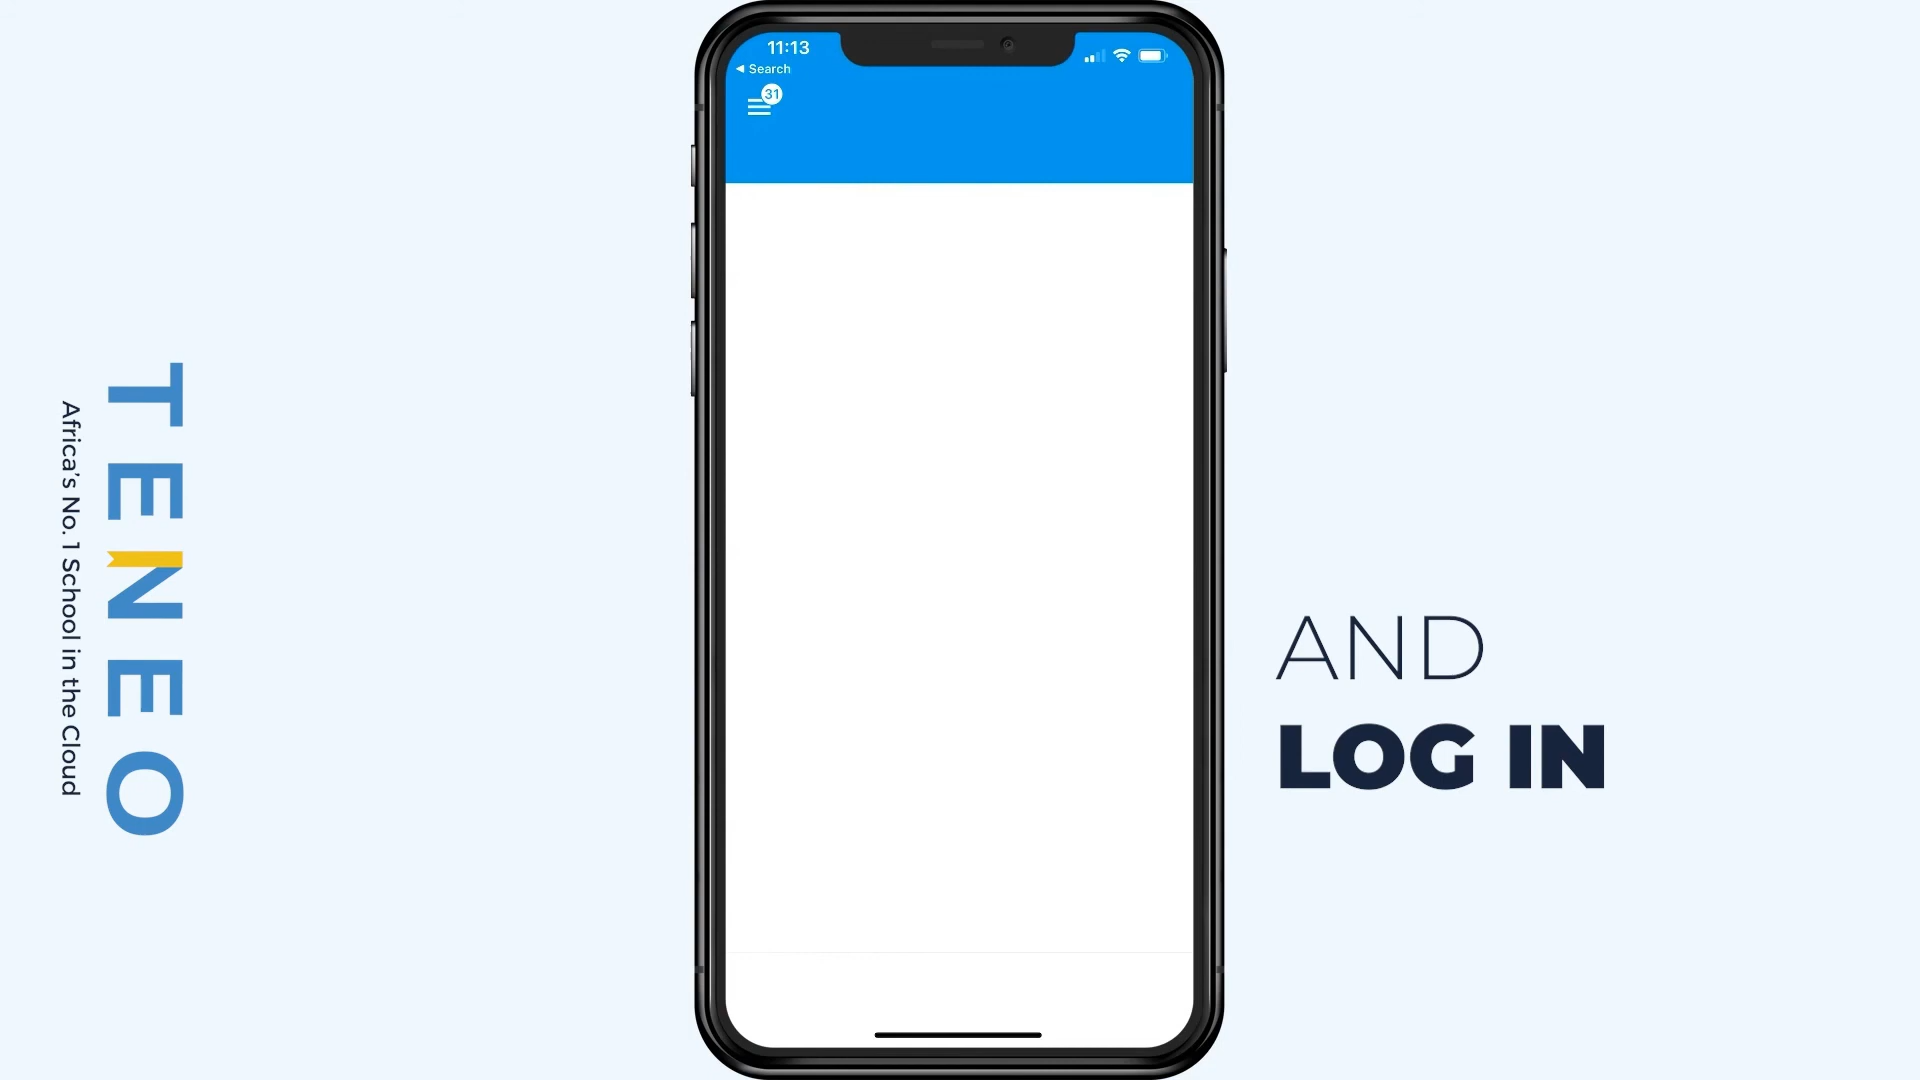 11:13
◀ Search
31
TENEO
Africa's No. 1 School in the Cloud
AND
LOG IN